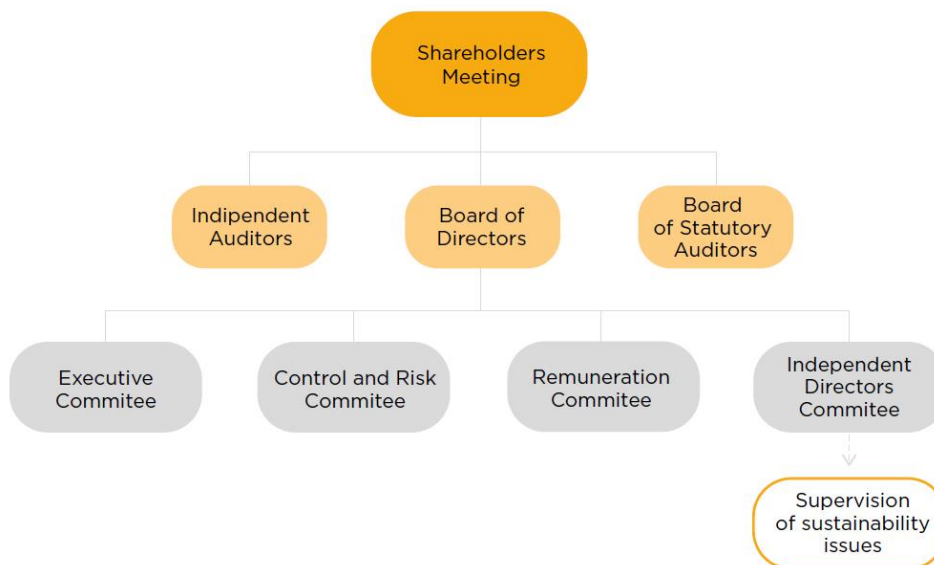 Shareholders
Meeting
Indipendent
Auditors
Board of
Directors
Board
of Statutory
Auditors
Executive
Commitee
Control and Risk
Commitee
Remuneration
Commitee
Independent
Directors
Commitee
Supervision
of sustainability
issues